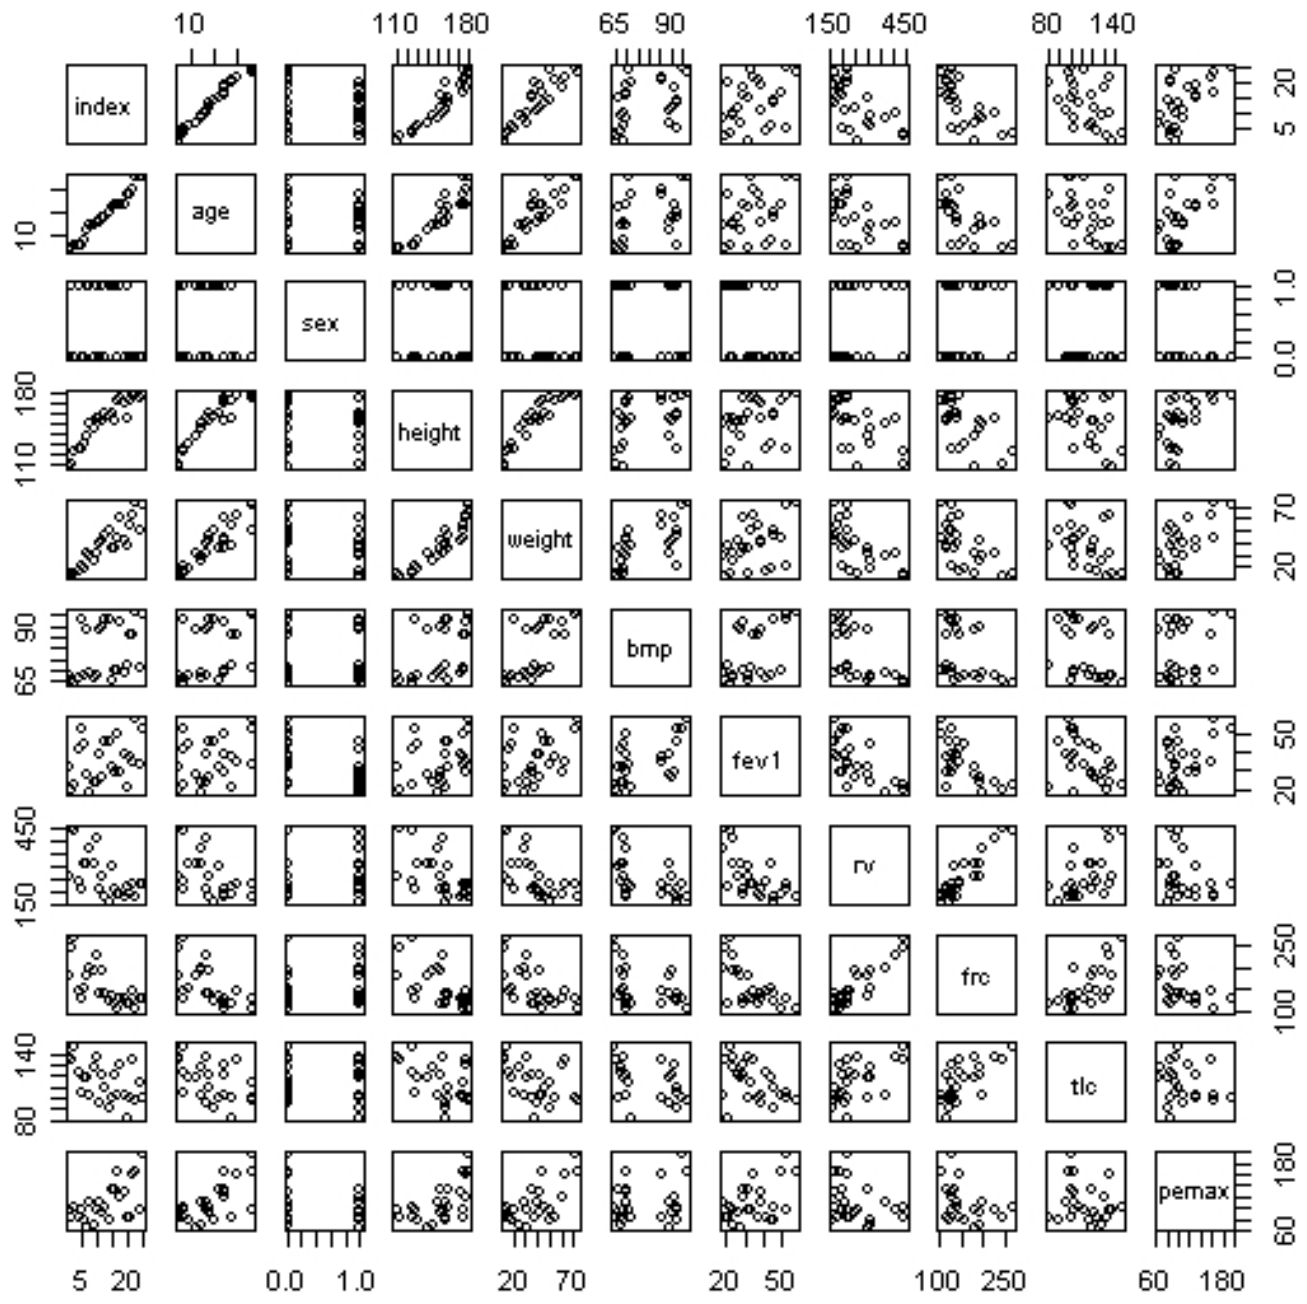 10 110 180 65 90 150 450 80 140
index 5 20
10 age
sex 0.0 1.0
110 180 height
weight 20 70
65 90 bmp
fev1 20 50
150 450 rv
frc 100 250
80 140 tlc
pemax 60 180
5 20 0.0 1.0 20 70 20 50 100 250 60 180